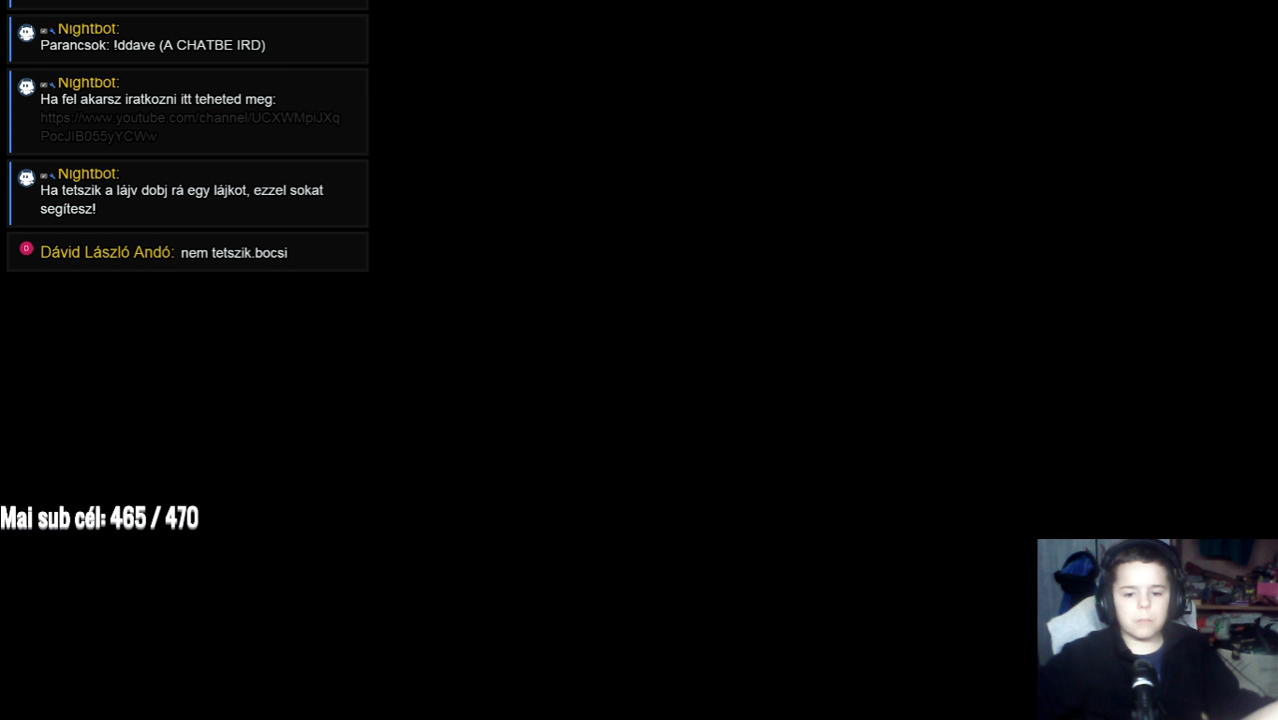 Nightbot:
Parancsok: !ddave (A CHATBE IRD)
Nightbot:
Ha fel akarsz iratkozni itt teheted meg:
https://www.youtube.com/channel/UCXWMpiJXq
PocJIB055yYCWw
Nightbot:
Ha tetszik a lájv dobj rá egy lájkot, ezzel sokat
segítesz!
Dávid László Andó: nem tetszik.bocsi
Mai sub cél: 465 / 470